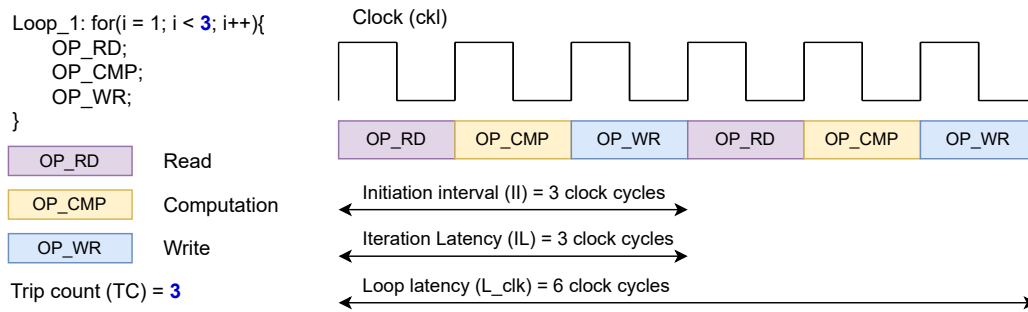 Loop_1: for(i = 1; i < 3; i++){
OP_RD;
OP_CMP;
OP_WR;
}
OP_RD Read
OP_CMP Computation
OP_WR Write
Trip count (TC) = 3
Clock (ckl)
OP_RD OP_CMP OP_WR OP_RD OP_CMP OP_WR
Initiation interval (II) = 3 clock cycles
Iteration Latency (IL) = 3 clock cycles
Loop latency (L_clk) = 6 clock cycles